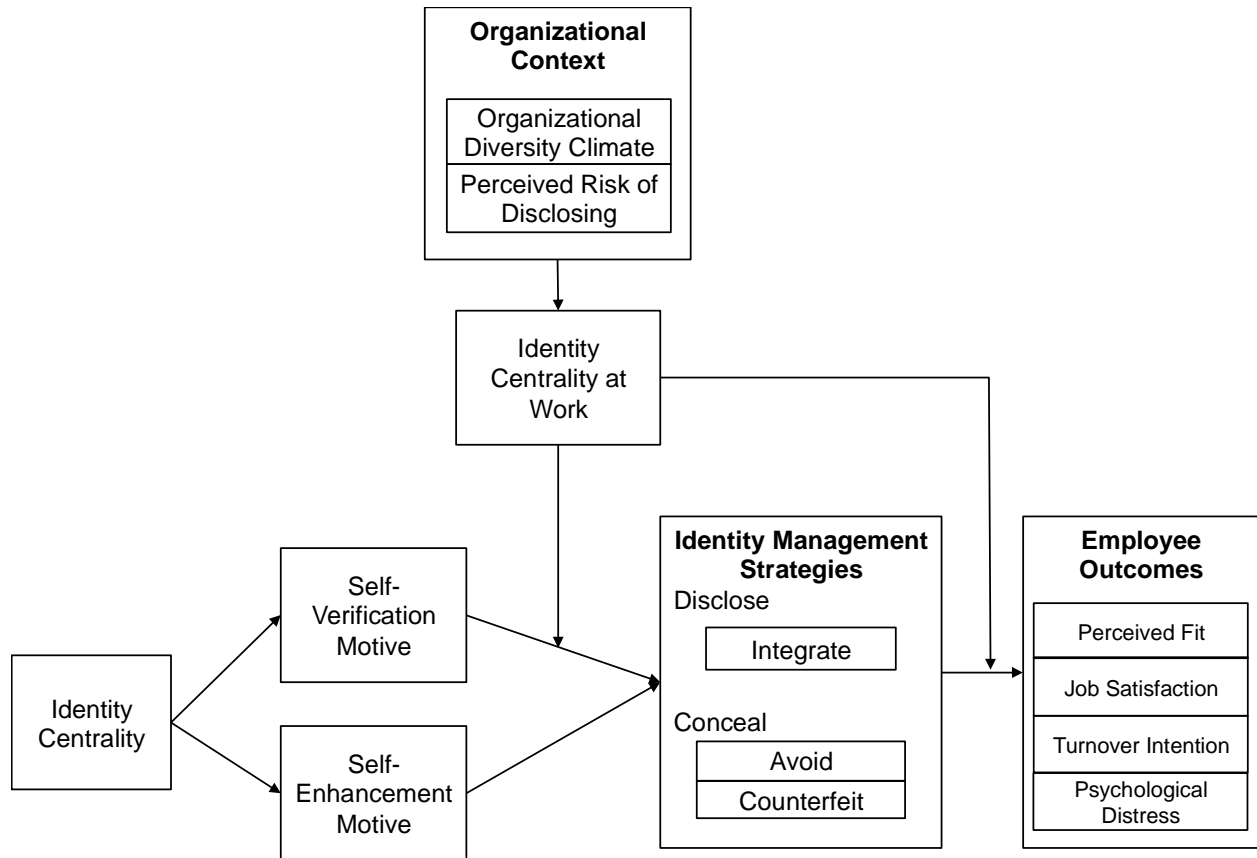 Organizational
Context
Organizational
Diversity Climate
Perceived Risk of
Disclosing
Identity
Centrality at
Work
Identity
Centrality
Self-
Verification
Motive
Self-
Enhancement
Motive
Identity Management
Strategies
Disclose
Integrate
Conceal
Avoid
Counterfeit
Employee
Outcomes
Perceived Fit
Job Satisfaction
Turnover Intention
Psychological
Distress